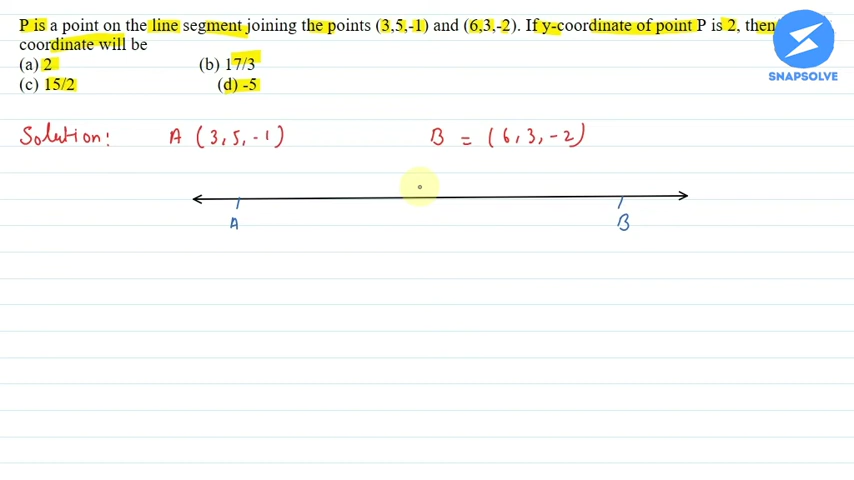 P is a point on the line segment joining the points (3,5,-1) and (6,3,-2). If y-coordinate of point P is 2, then
coordinate will be
(a) 2 (b) 17/3
(c) 15/2 (d) -5
SNAPSOLVE
Solution: A (3,5,-1) B = (6,3,-2)
A B